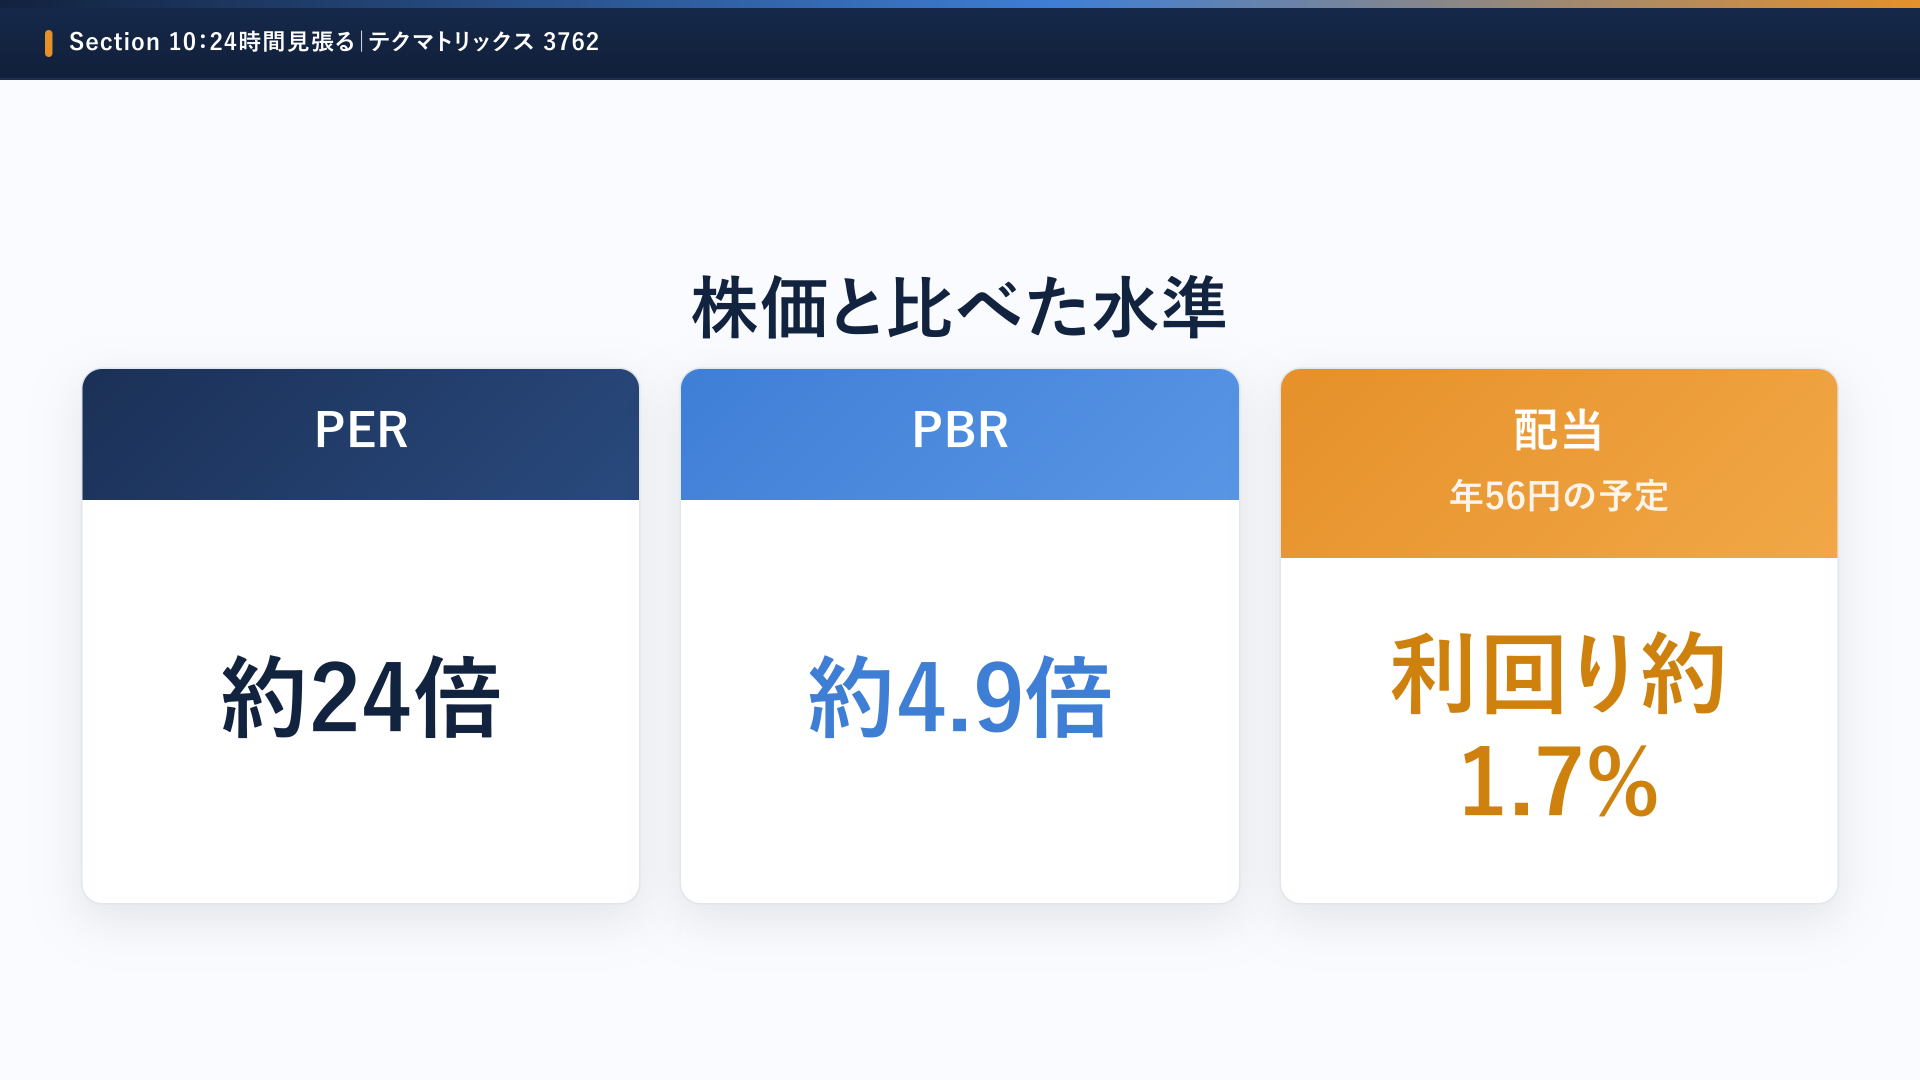 Section 10：24時間見張る｜テクマトリックス 3762
株価と比べた水準
PER
約24倍
PBR
約4.9倍
配当
年56円の予定
利回り約
1.7%